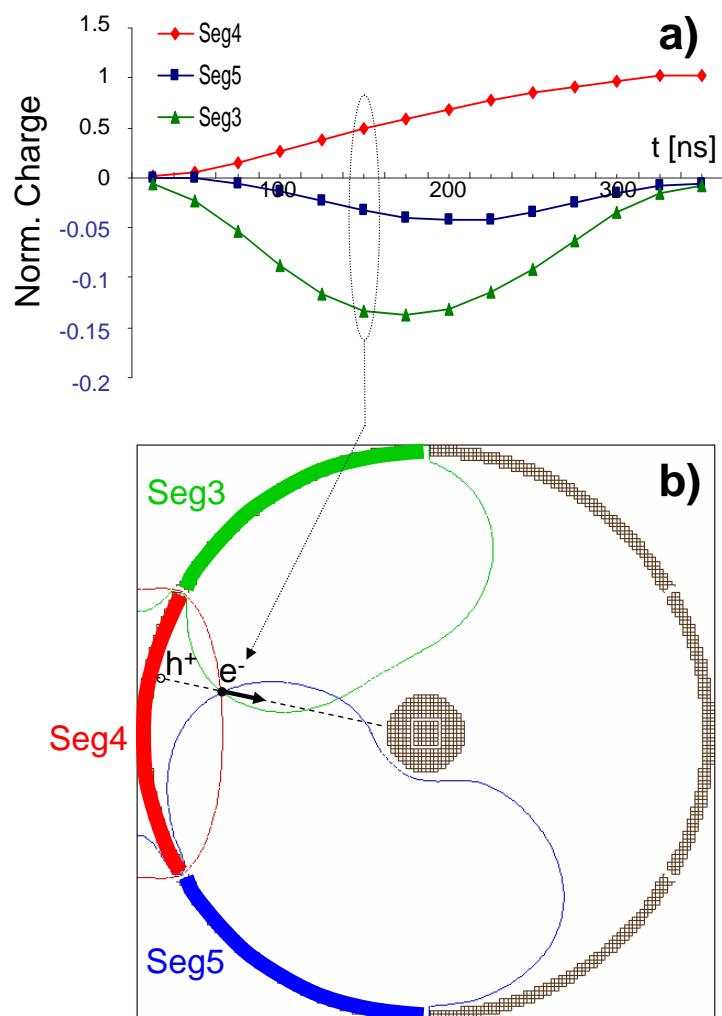 1.5
a)
Seg4
1
Seg5
Seg3
0.5
t [ns]
0
100
200
300
Norm. Charge
-0.05
-0.1
-0.15
-0.2
b)
Seg3
h+ e-
Seg4
Seg5